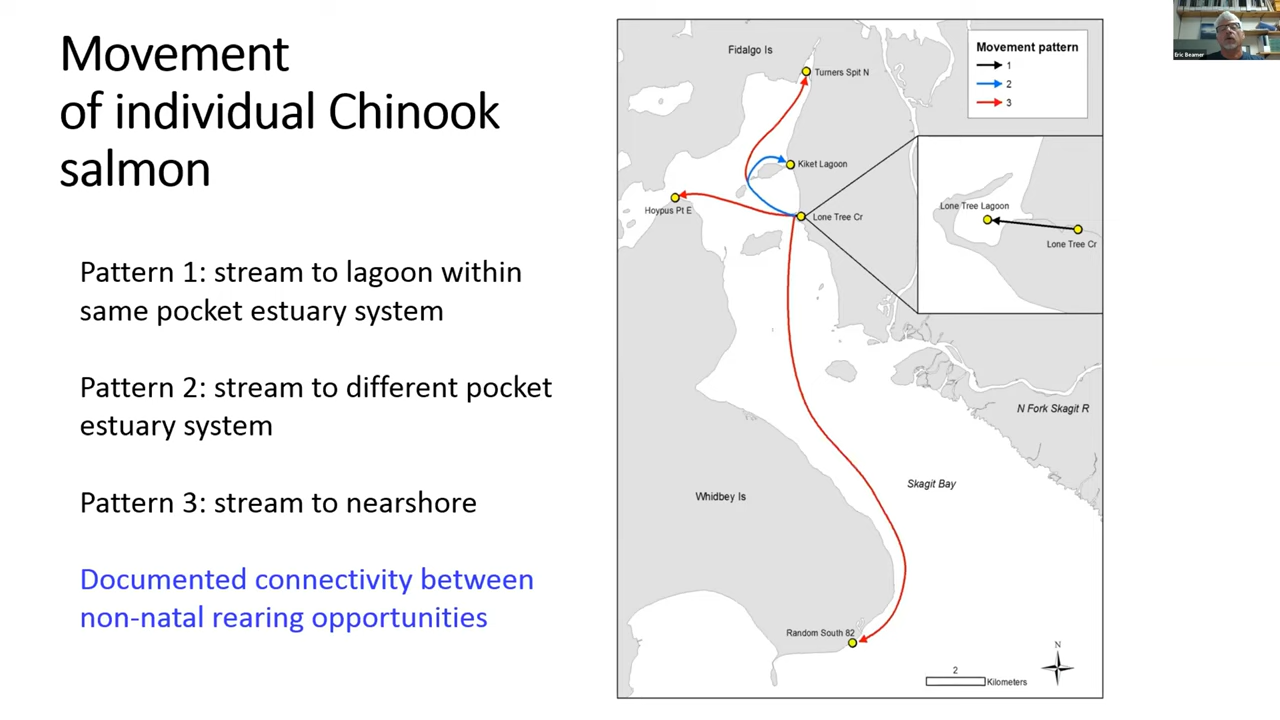 Movement
of individual Chinook
salmon
Pattern 1: stream to lagoon within
same pocket estuary system
Pattern 2: stream to different pocket
estuary system
Pattern 3: stream to nearshore
Documented connectivity between
non-natal rearing opportunities
Fidalgo Is
Turners Spit N
Movement pattern
1
2
3
Kiket Lagoon
Hoypus Pt E
Lone Tree Cr
Lone Tree Lagoon
Lone Tree Cr
N Fork Skagit R
Skagit Bay
Whidbey Is
Random South 82
N
2
Kilometers
Eric Beamer